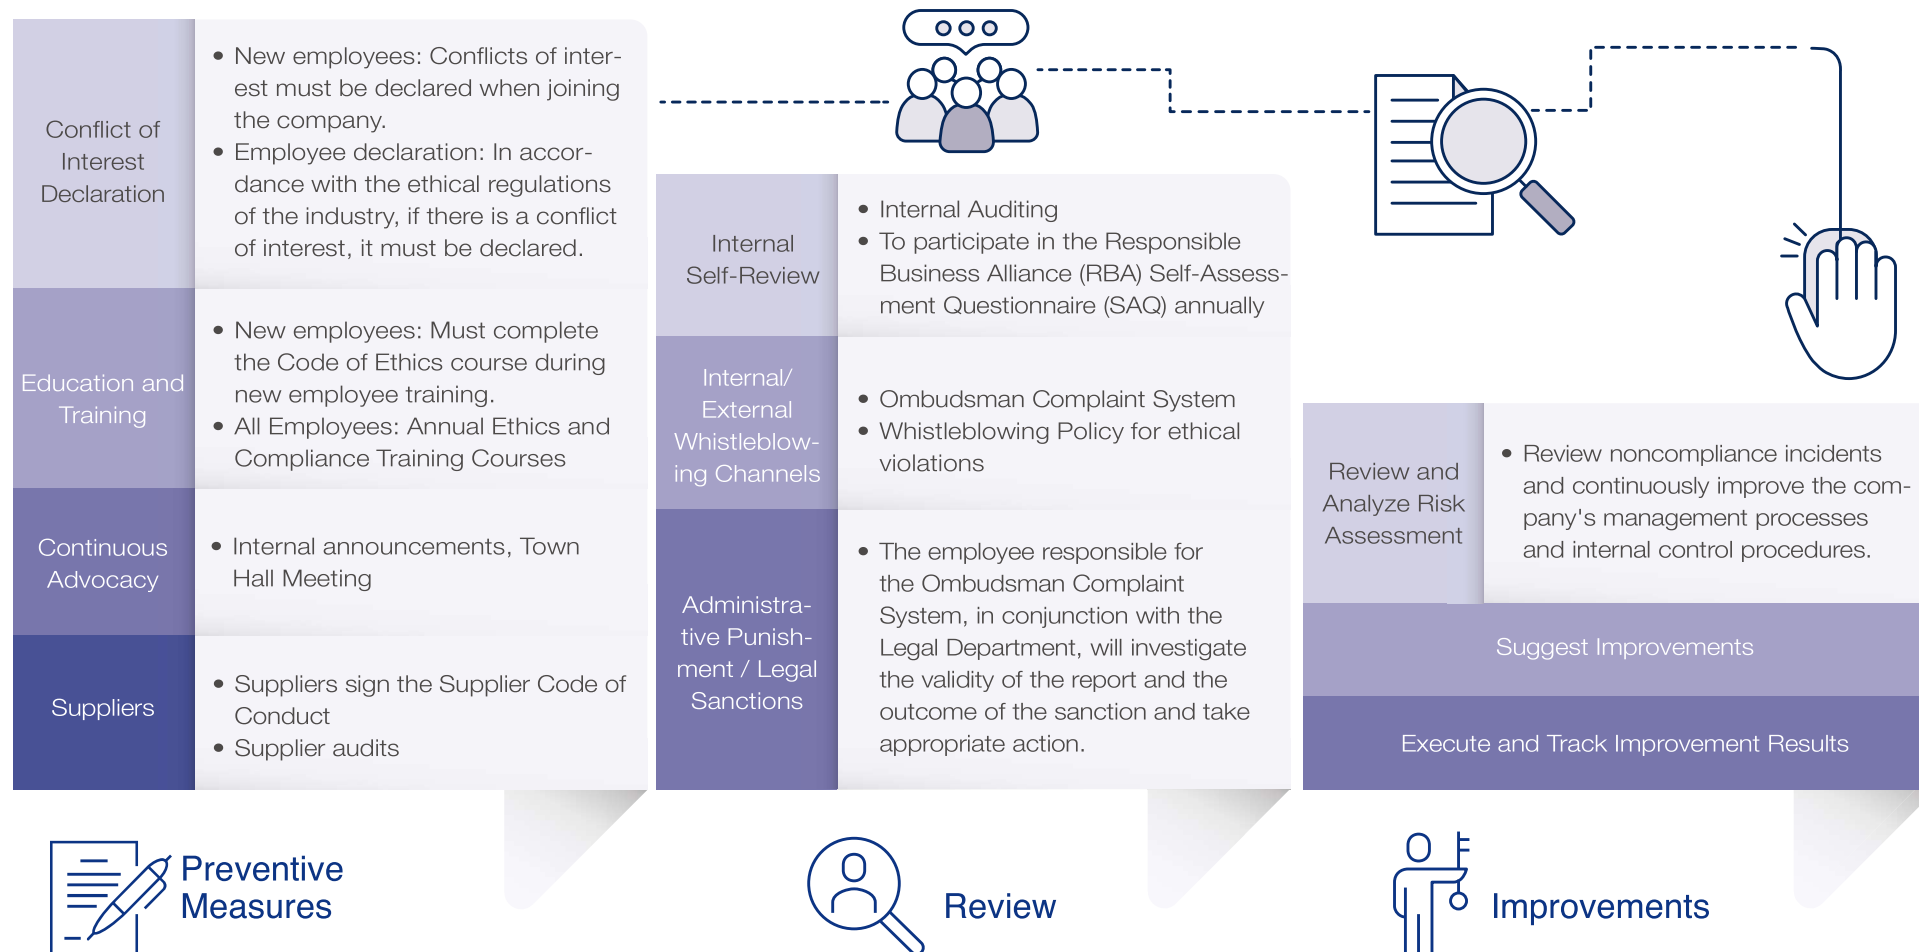 Conflict of
Interest
Declaration
• New employees: Conflicts of inter-
est must be declared when joining
the company.
• Employee declaration: In accor-
dance with the ethical regulations
of the industry, if there is a conflict
of interest, it must be declared.
Education and
Training
• New employees: Must complete
the Code of Ethics course during
new employee training.
• All Employees: Annual Ethics and
Compliance Training Courses
Continuous
Advocacy
• Internal announcements, Town
Hall Meeting
Suppliers
• Suppliers sign the Supplier Code of
Conduct
• Supplier audits
Preventive
Measures
Internal
Self-Review
• Internal Auditing
• To participate in the Responsible
Business Alliance (RBA) Self-Assess-
ment Questionnaire (SAQ) annually
Internal/
External
Whistleblow-
ing Channels
• Ombudsman Complaint System
• Whistleblowing Policy for ethical
violations
Administra-
tive Punish-
ment / Legal
Sanctions
• The employee responsible for
the Ombudsman Complaint
System, in conjunction with the
Legal Department, will investigate
the validity of the report and the
outcome of the sanction and take
appropriate action.
Review
Review and
Analyze Risk
Assessment
• Review noncompliance incidents
and continuously improve the com-
pany's management processes
and internal control procedures.
Suggest Improvements
Execute and Track Improvement Results
Improvements